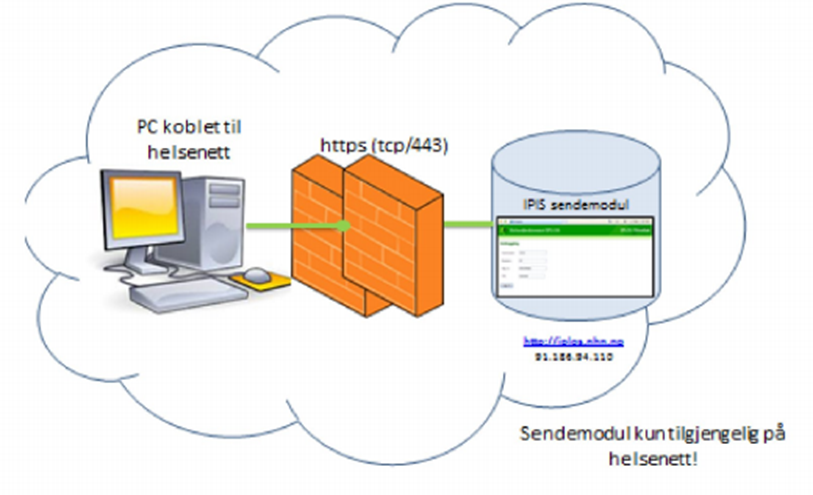 PC koblet til
helsenett
https (tcp/443)
IPIS sendemodul
91.186.94.110
Sendemodul kun tilgjengelig på
helsenett!